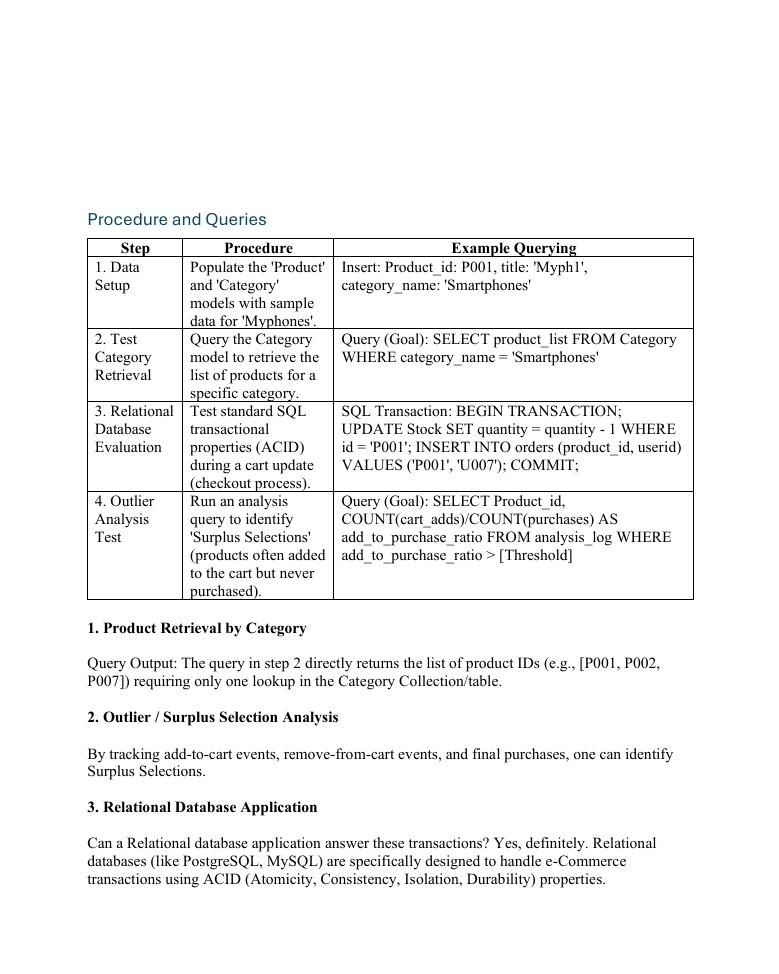 Procedure and Queries
Step Procedure Example Querying
1. Data
Setup
Populate the 'Product'
and 'Category'
models with sample
data for 'Myphones'.
Insert: Product_id: P001, title: 'Myph1',
category_name: 'Smartphones'
2. Test
Category
Retrieval
Query the Category
model to retrieve the
list of products for a
specific category.
Query (Goal): SELECT product_list FROM Category
WHERE category_name = 'Smartphones'
3. Relational
Database
Evaluation
Test standard SQL
transactional
properties (ACID)
during a cart update
(checkout process).
SQL Transaction: BEGIN TRANSACTION;
UPDATE Stock SET quantity = quantity - 1 WHERE
id = 'P001'; INSERT INTO orders (product_id, userid)
VALUES ('P001', 'U007'); COMMIT;
4. Outlier
Analysis
Test
Run an analysis
query to identify
'Surplus Selections'
(products often added
to the cart but never
purchased).
Query (Goal): SELECT Product_id,
COUNT(cart_adds)/COUNT(purchases) AS
add_to_purchase_ratio FROM analysis_log WHERE
add_to_purchase_ratio > [Threshold]
1. Product Retrieval by Category
Query Output: The query in step 2 directly returns the list of product IDs (e.g., [P001, P002,
P007]) requiring only one lookup in the Category Collection/table.
2. Outlier / Surplus Selection Analysis
By tracking add-to-cart events, remove-from-cart events, and final purchases, one can identify
Surplus Selections.
3. Relational Database Application
Can a Relational database application answer these transactions? Yes, definitely. Relational
databases (like PostgreSQL, MySQL) are specifically designed to handle e-Commerce
transactions using ACID (Atomicity, Consistency, Isolation, Durability) properties.